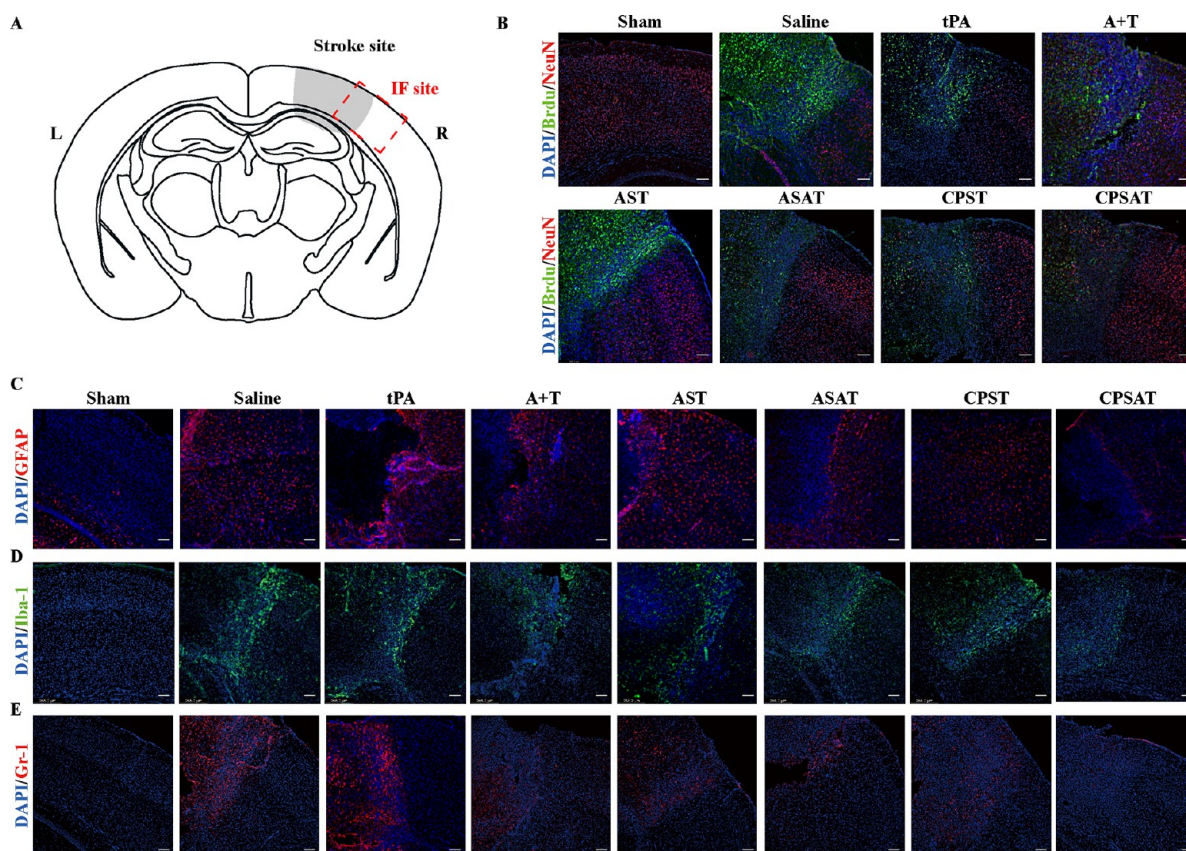 A
Stroke site
IF site
L
R
B
Sham
Saline
tPA
A+T
DAPI/Brdu/NeuN
AST
ASAT
CPST
CPSAT
DAPI/Brdu/NeuN
C
Sham
Saline
tPA
A+T
AST
ASAT
CPST
CPSAT
DAPI/GFAP
D
DAPI/Iba-1
E
DAPI/Gr-1